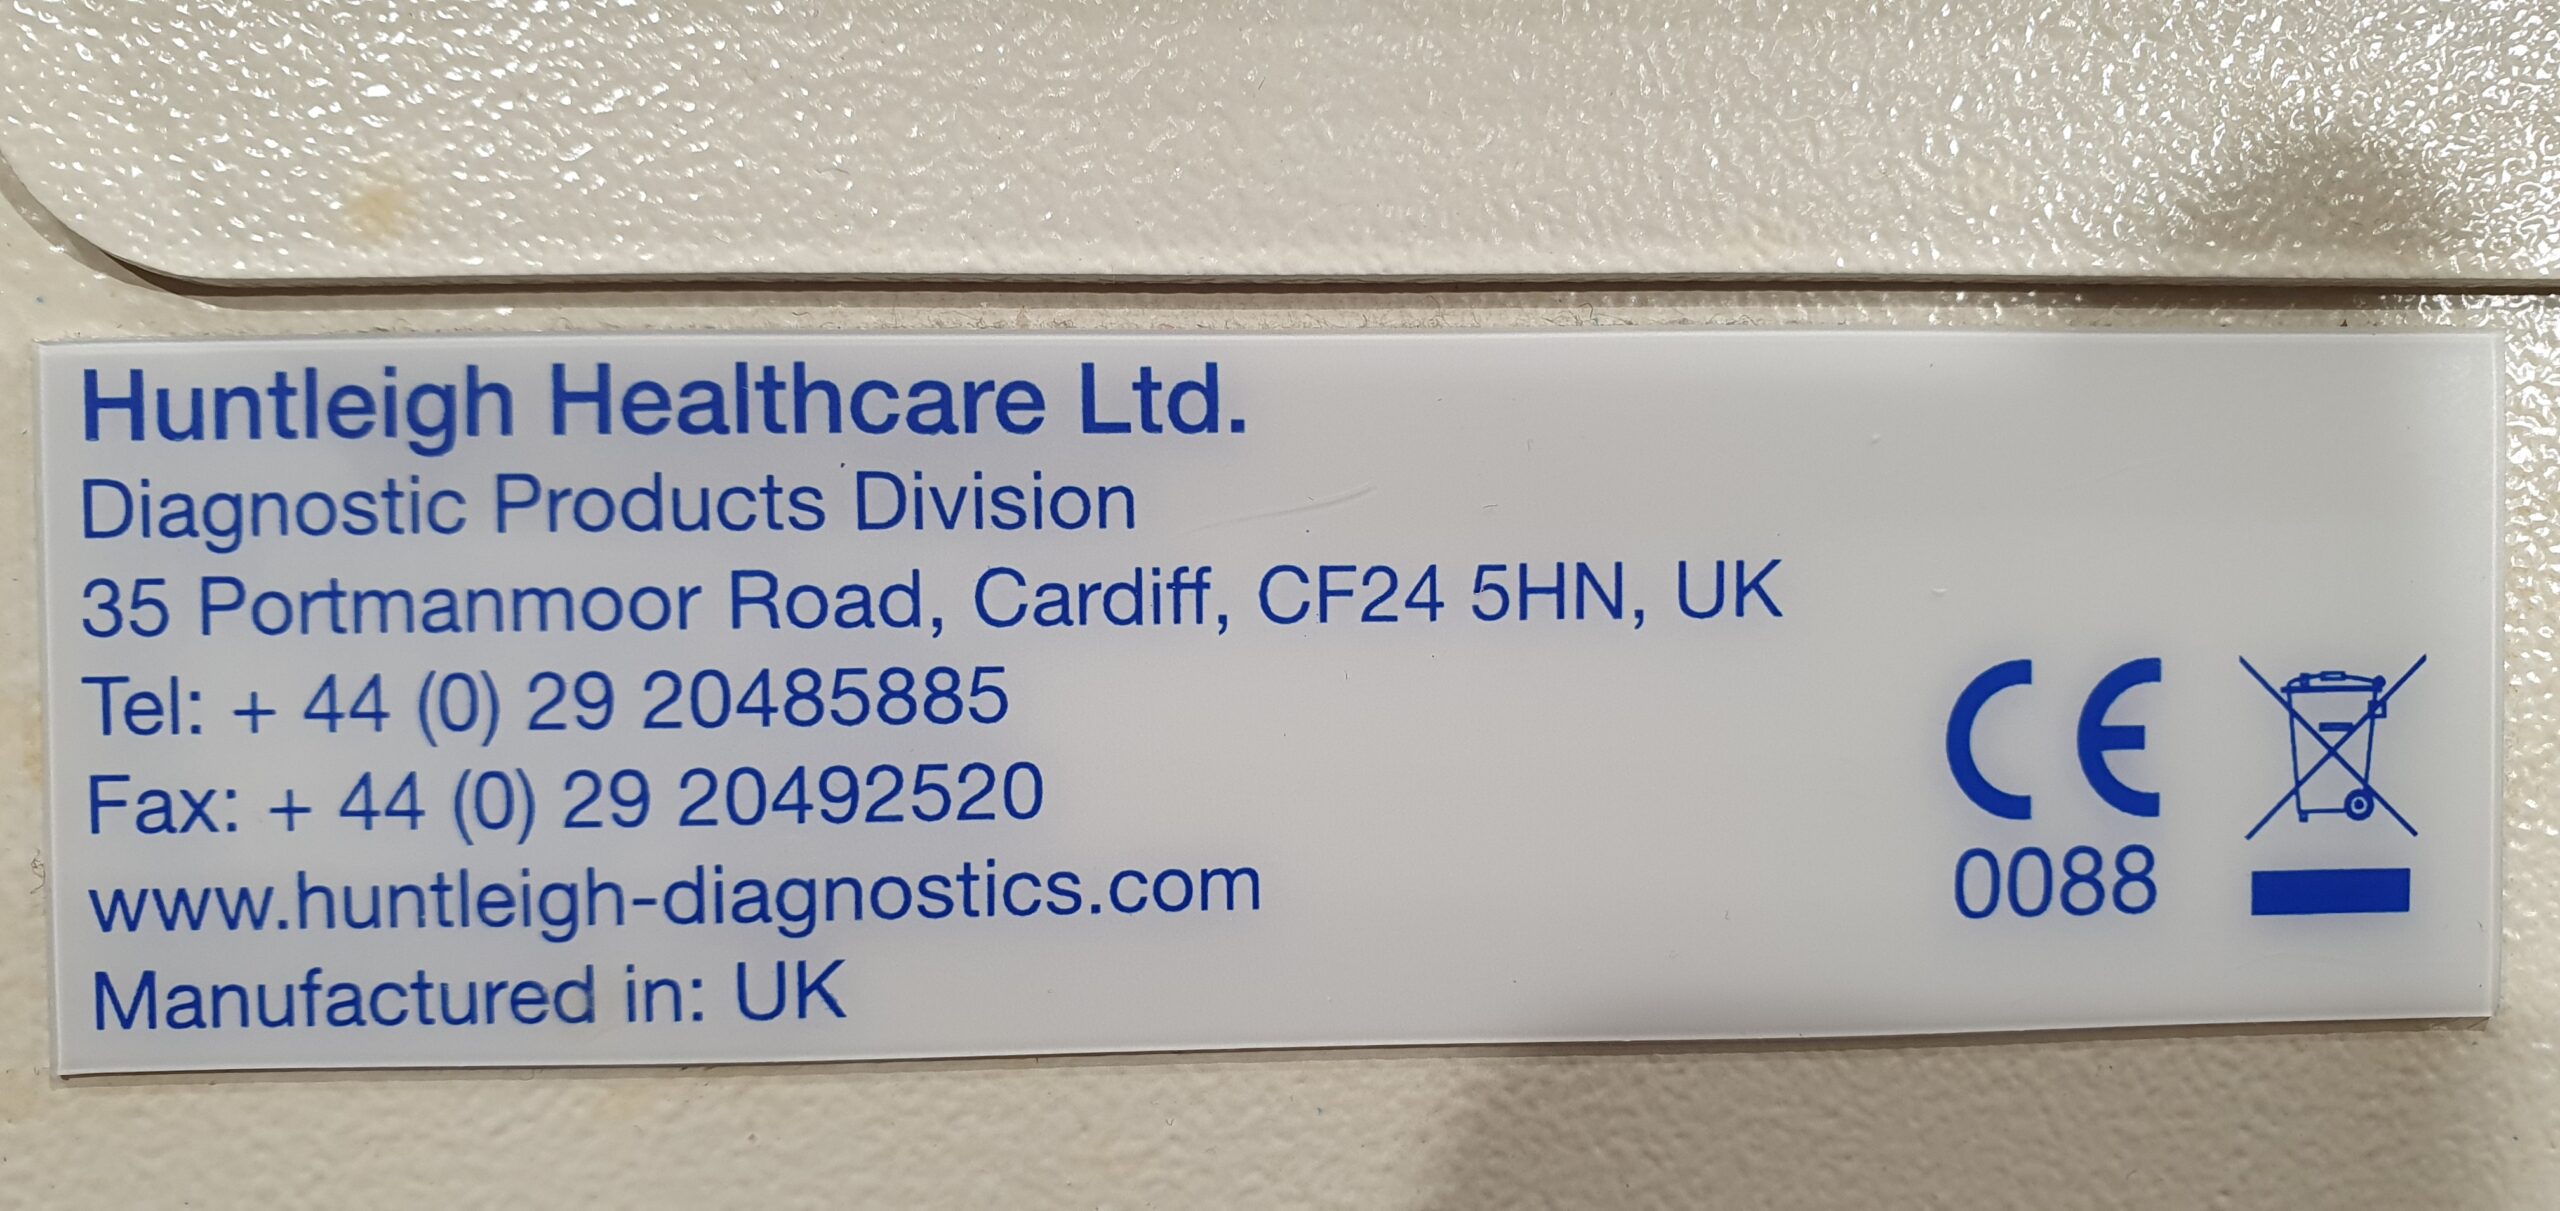 Huntleigh Healthcare Ltd.
Diagnostic Products Division
35 Portmanmoor Road, Cardiff, CF24 5HN, UK
Tel: + 44 (0) 29 20485885
Fax: + 44 (0) 29 20492520
www.huntleigh-diagnostics.com
Manufactured in: UK
CE
0088